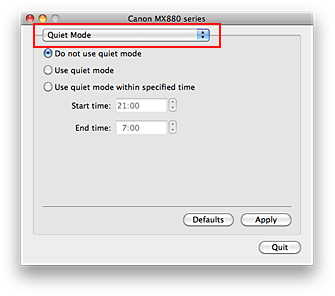 Canon MX880 series
Quiet Mode
Do not use quiet mode
Use quiet mode
Use quiet mode within specified time
Start time: 21:00
End time: 7:00
Defaults Apply
Quit